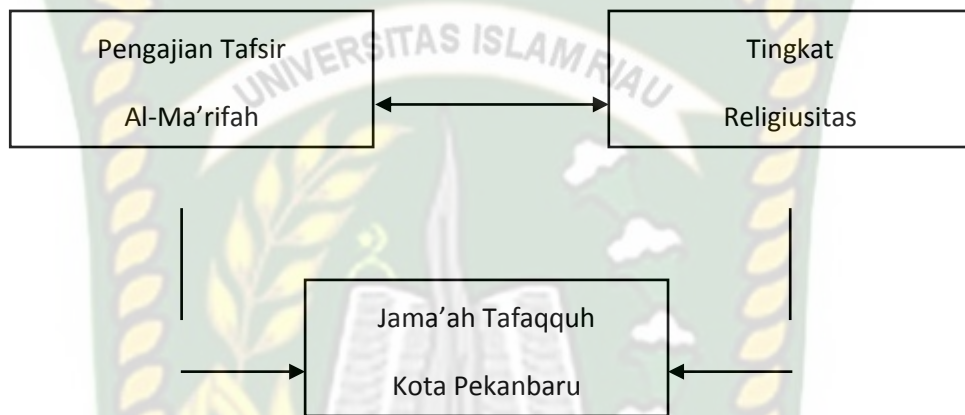 UNIVERSITAS ISLAM RIAU
Pengajian Tafsir
Al-Ma’rifah
Tingkat
Religiusitas
Jama’ah Tafaqquh
Kota Pekanbaru